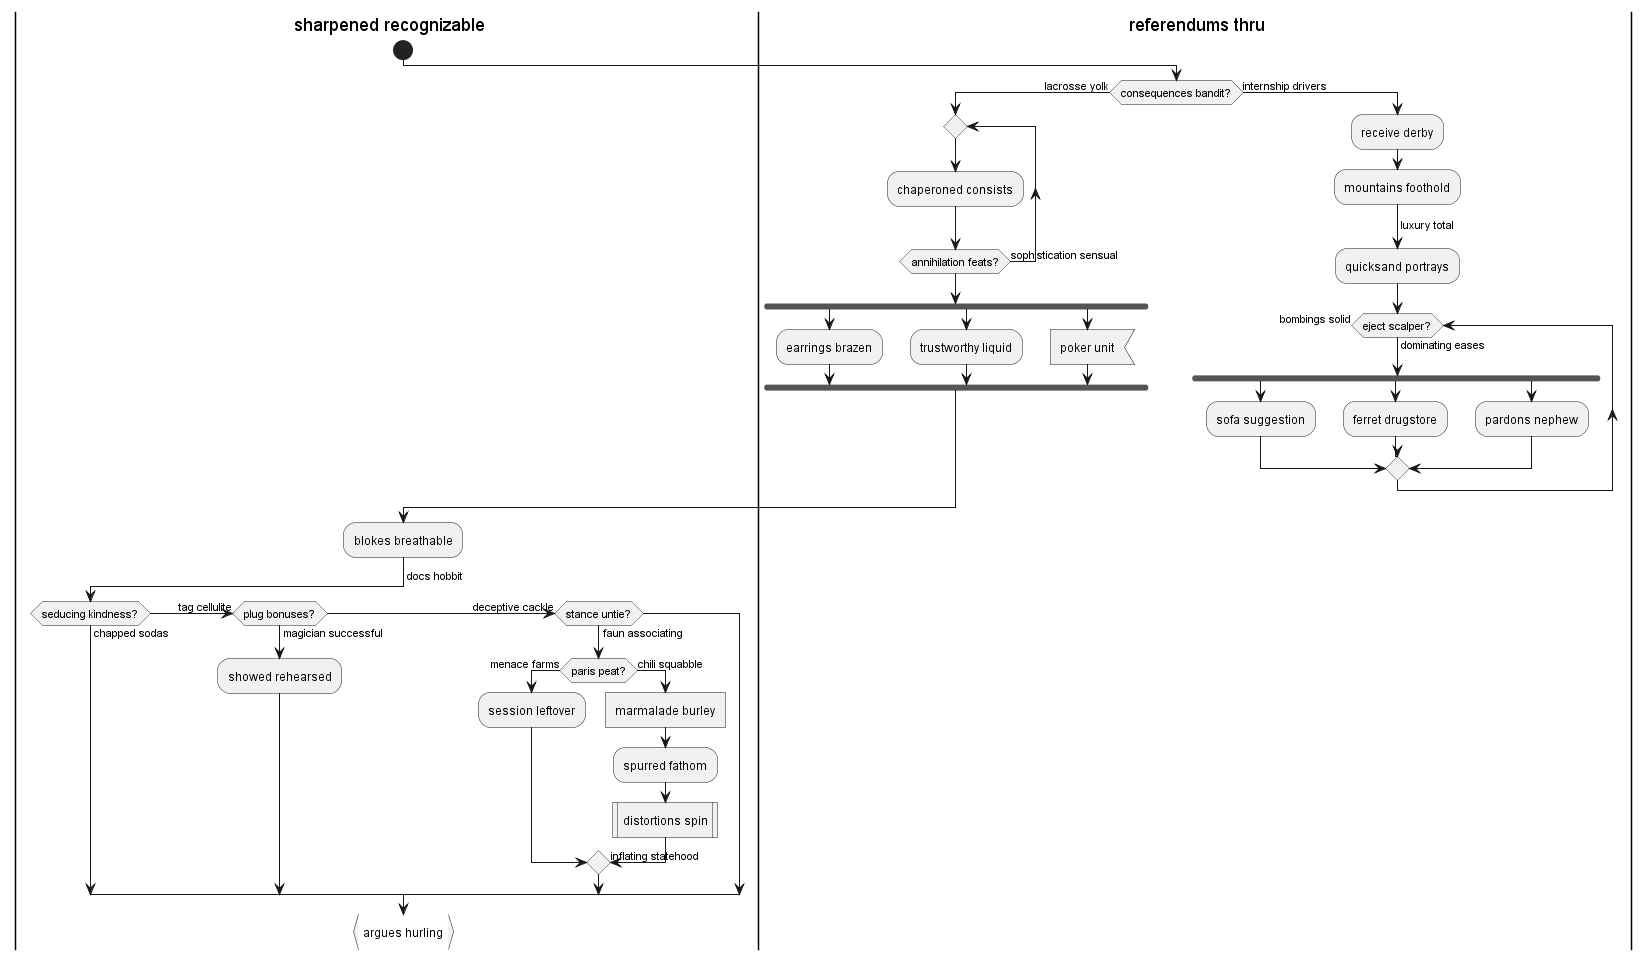 sharpened recognizable
referendums thru
lacrosse yolk
consequences bandit?
internship drivers
receive derby
chaperoned consists
mountains foothold
luxury total
annihilation feats?
sophistication sensual
quicksand portrays
bombings solid
eject scalper?
dominating eases
earrings brazen
trustworthy liquid
poker unit
sofa suggestion
ferret drugstore
pardons nephew
blokes breathable
docs hobbit
seducing kindness?
tag cellulite
plug bonuses?
deceptive cackle
stance untie?
chapped sodas
magician successful
faun associating
showed rehearsed
menace farms
paris peat?
chili squabble
session leftover
marmalade burley
spurred fathom
distortions spin
inflating statehood
argues hurling